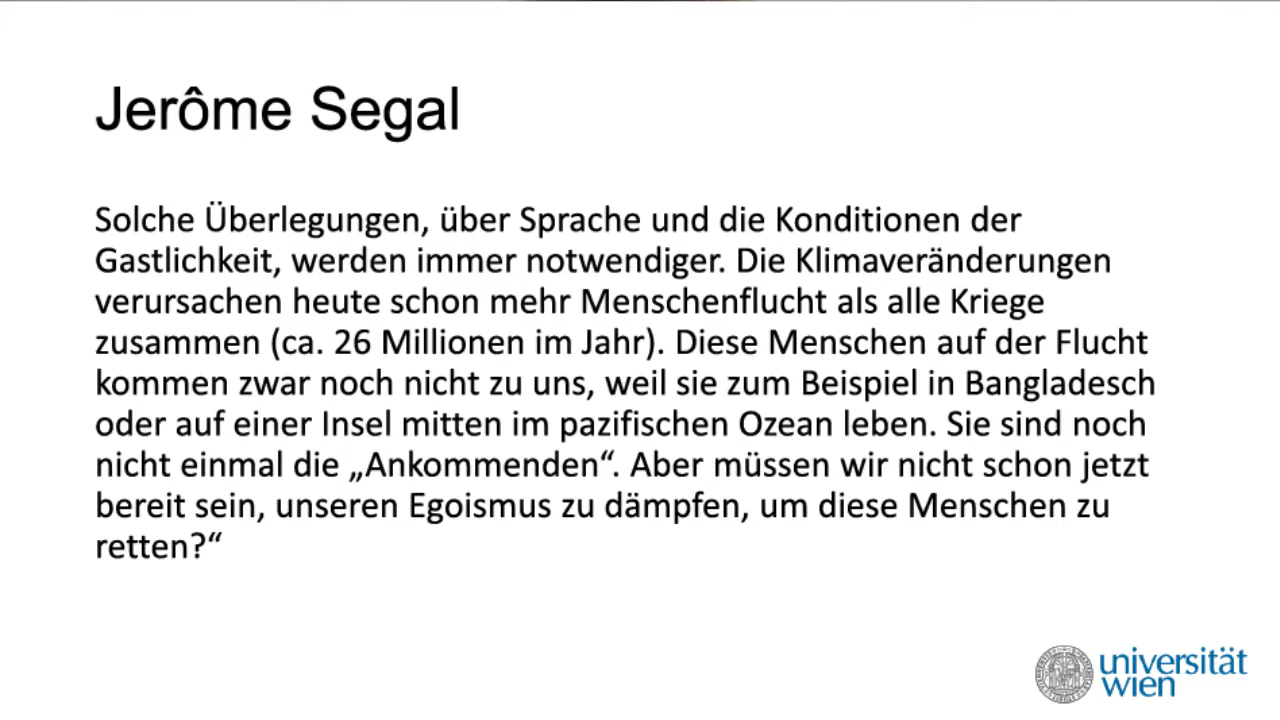 Jerôme Segal
Solche Überlegungen, über Sprache und die Konditionen der
Gastlichkeit, werden immer notwendiger. Die Klimaveränderungen
verursachen heute schon mehr Menschenflucht als alle Kriege
zusammen (ca. 26 Millionen im Jahr). Diese Menschen auf der Flucht
kommen zwar noch nicht zu uns, weil sie zum Beispiel in Bangladesch
oder auf einer Insel mitten im pazifischen Ozean leben. Sie sind noch
nicht einmal die „Ankommenden“. Aber müssen wir nicht schon jetzt
bereit sein, unseren Egoismus zu dämpfen, um diese Menschen zu
retten?“
universität
wien